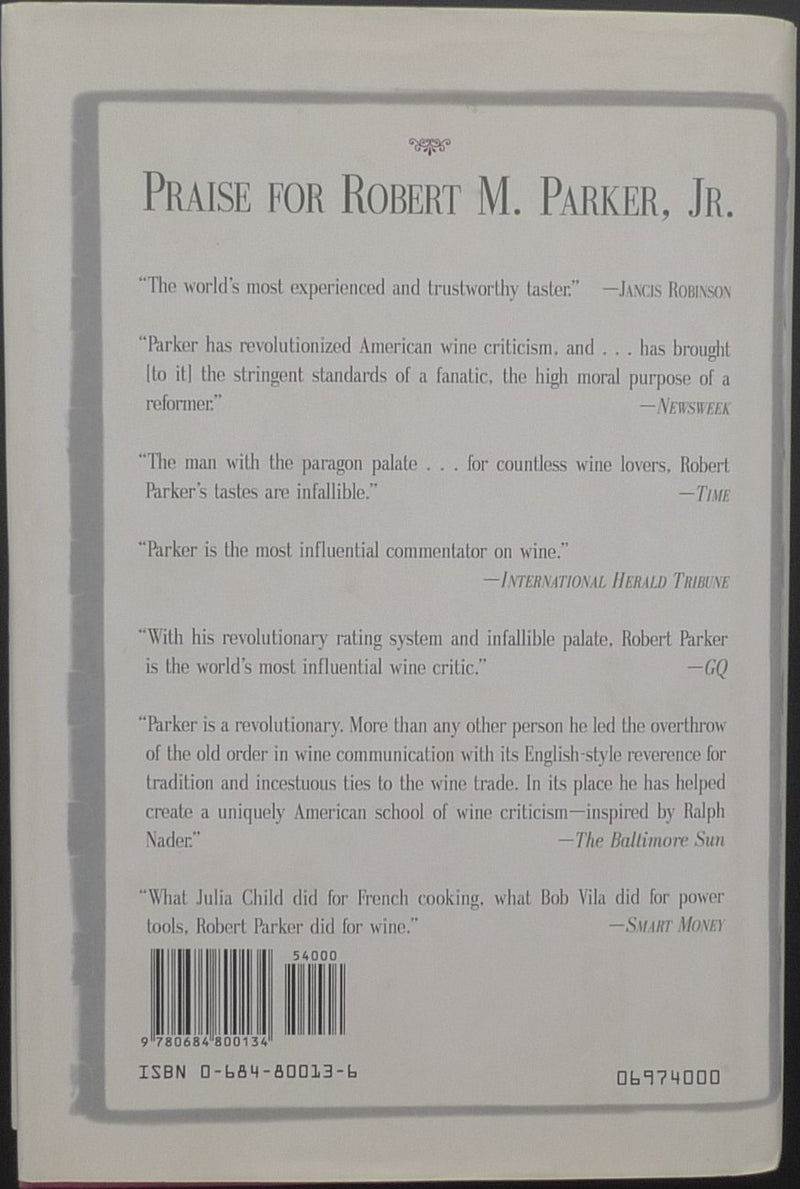 PRAISE FOR ROBERT M. PARKER, JR.
“The world’s most experienced and trustworthy taster.” —JANCIS ROBINSON
“Parker has revolutionized American wine criticism, and . . . has brought
[to it] the stringent standards of a fanatic, the high moral purpose of a
reformer.” —NEWSWEEK
“The man with the paragon palate . . . for countless wine lovers, Robert
Parker’s tastes are infallible.” —TIME
“Parker is the most influential commentator on wine.”
—INTERNATIONAL HERALD TRIBUNE
“With his revolutionary rating system and infallible palate, Robert Parker
is the world’s most influential wine critic.” —GQ
“Parker is a revolutionary. More than any other person he led the overthrow
of the old order in wine communication with its English-style reverence for
tradition and incestuous ties to the wine trade. In its place he has helped
create a uniquely American school of wine criticism—inspired by Ralph
Nader.” —The Baltimore Sun
“What Julia Child did for French cooking, what Bob Vila did for power
tools, Robert Parker did for wine.” —SMART MONEY
54000
9 780684 800134
ISBN 0-684-80013-6
06974000